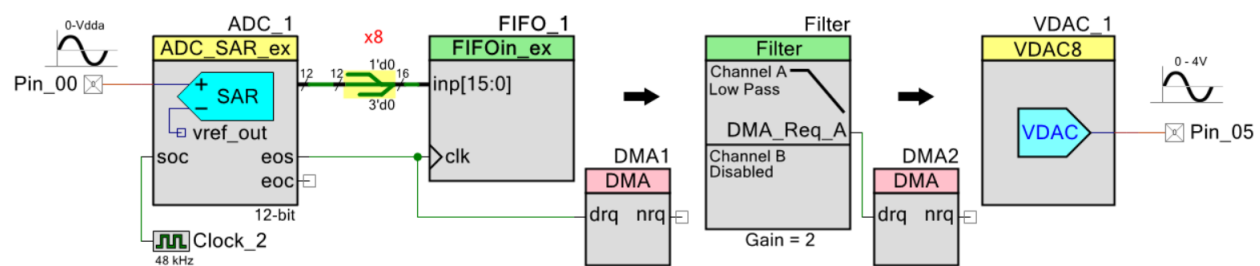 ADC_1
FIFO_1
Filter
VDAC_1
0-Vdda
ADC_SAR_ex
x8
FIFOin_ex
Filter
VDAC8
0 - 4V
Pin_00
+
SAR
−
vref_out
12
12
1'd0
3'd0
16
inp[15:0]
Channel A
Low Pass
DMA_Req_A
VDAC
Pin_05
soc
eos
eoc
clk
DMA1
Channel B
Disabled
DMA2
DMA
DMA
12-bit
drq
nrq
drq
nrq
Clock_2
48 kHz
Gain = 2